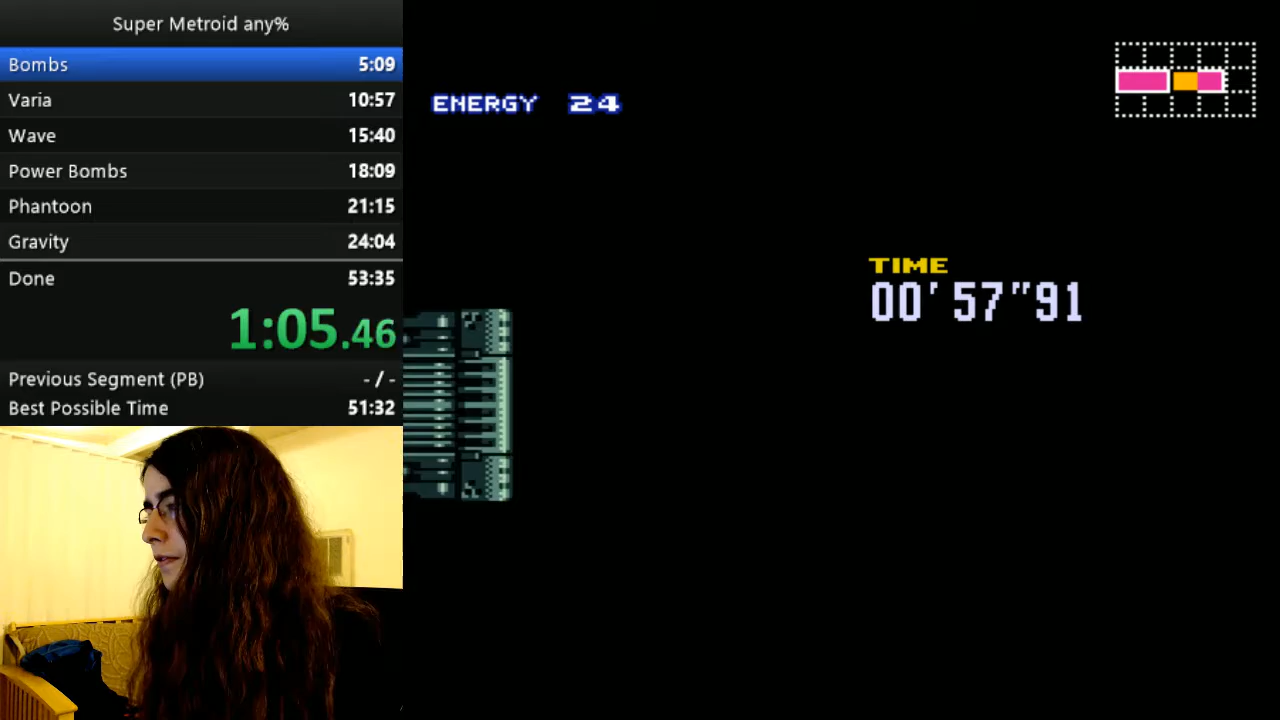 Super Metroid any%
Bombs 5:09
Varia 10:57
Wave 15:40
Power Bombs 18:09
Phantoon 21:15
Gravity 24:04
Done 53:35
1:05.46
Previous Segment (PB) - / -
Best Possible Time 51:32
ENERGY 24
TIME
00' 57"91